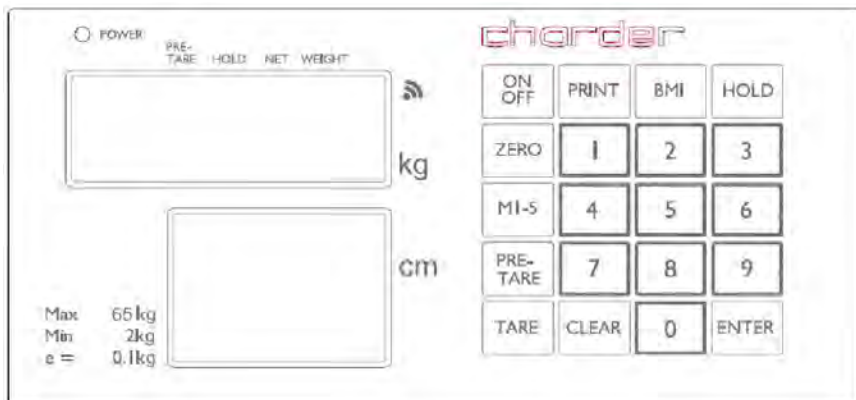 POWER
PRE-
TARE HOLD NET WEIGHT
kg
cm
Max 65kg
Min 2kg
e = 0.1kg
charder
ON
OFF
PRINT
BMI
HOLD
ZERO
1
2
3
M1-5
4
5
6
PRE-
TARE
7
8
9
TARE
CLEAR
0
ENTER